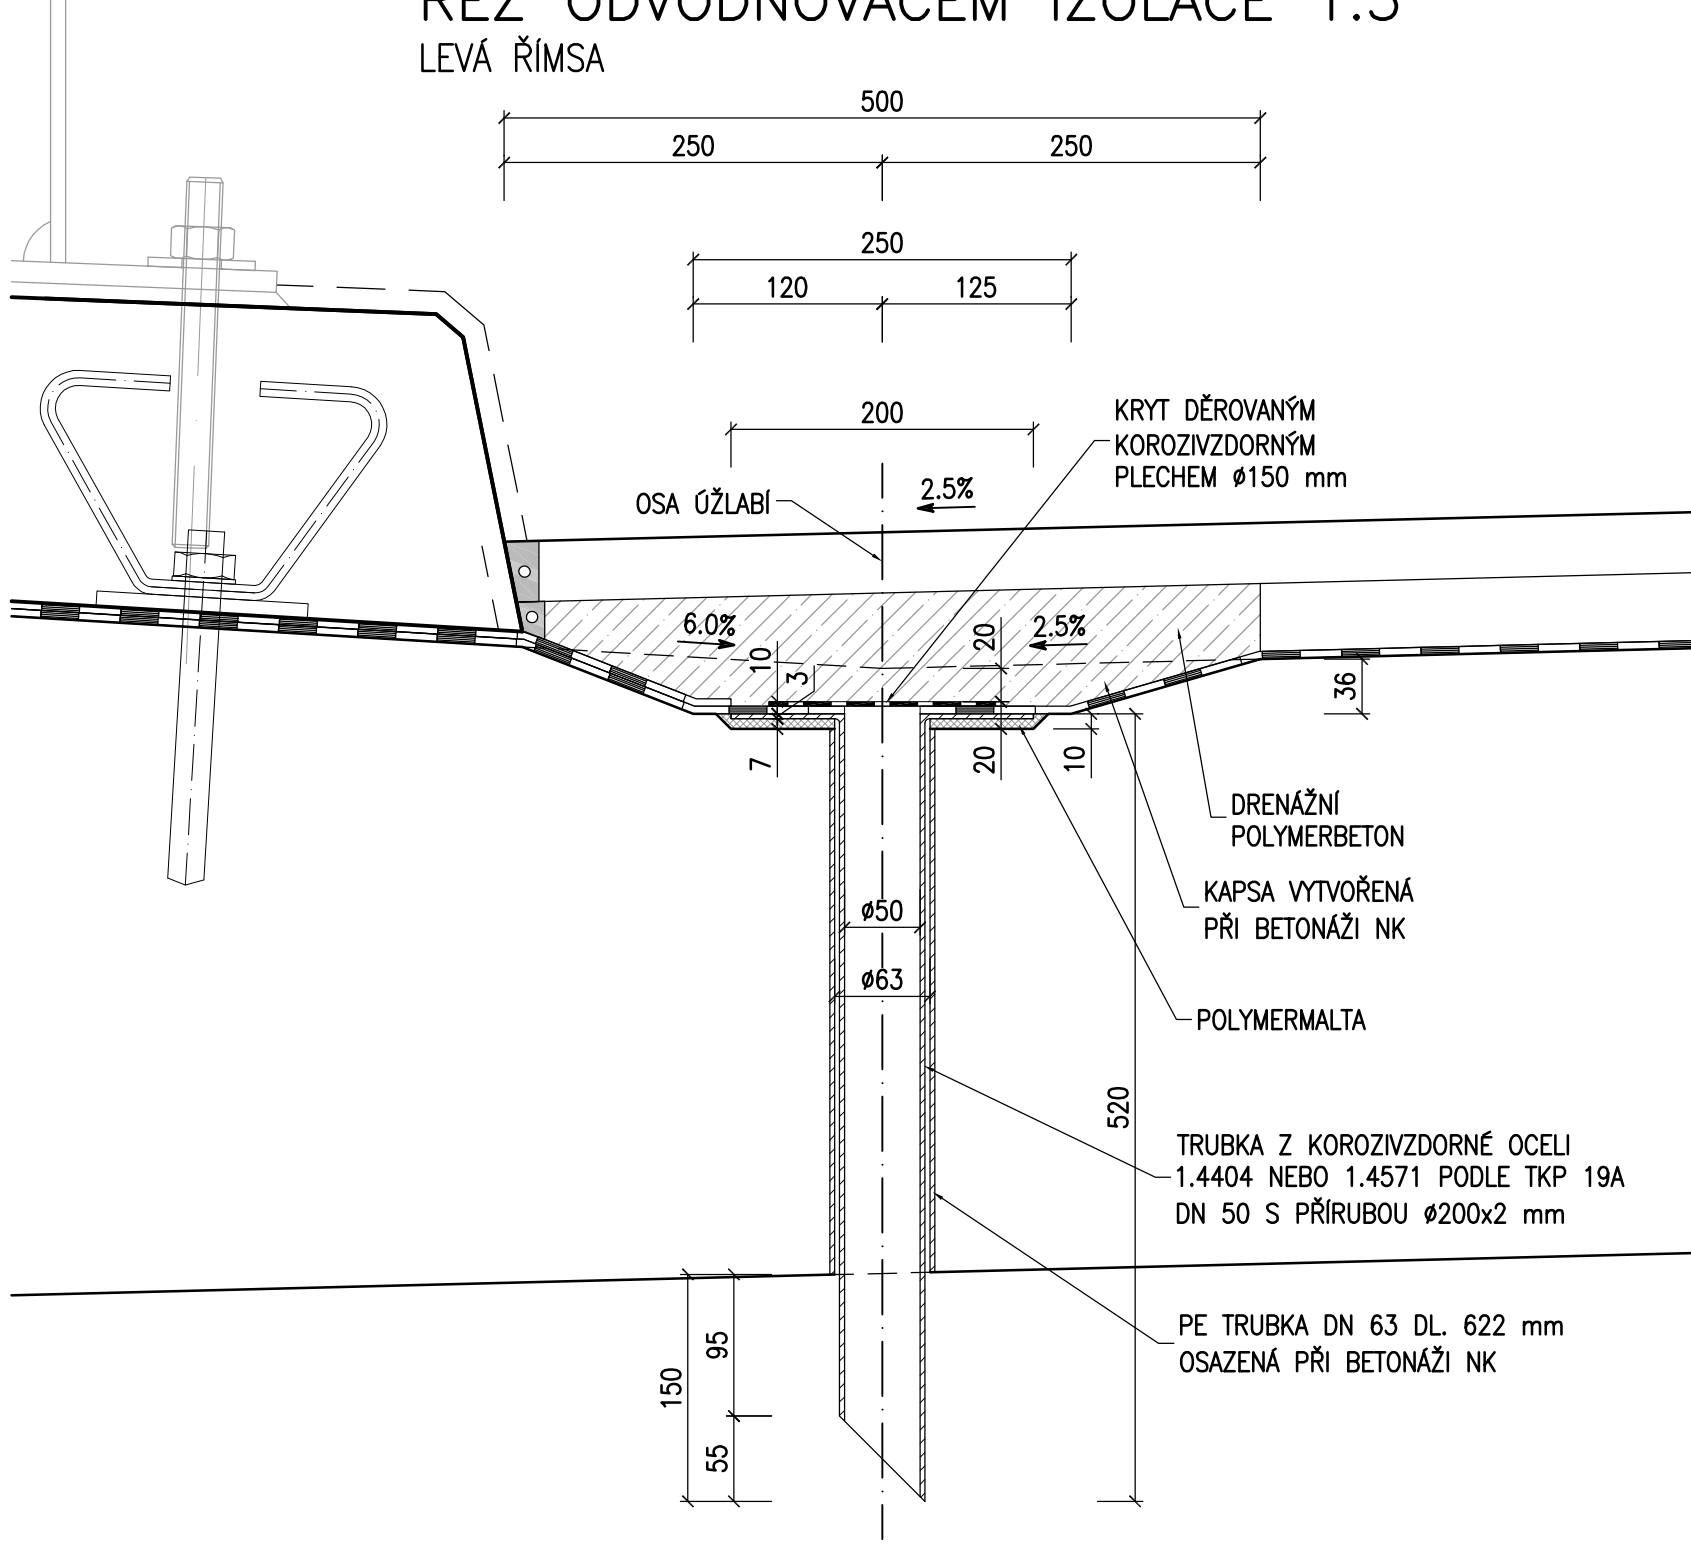 ŘEZ ODVODŇOVAČEM IZOLACE 1:5
LEVÁ ŘÍMSA
500
250
250
250
120
125
200
KRYT DĚROVANÝM
KOROZIVZDORNÝM
PLECHEM ø150 mm
OSA ÚŽLABÍ
2.5%
6.0%
2.5%
10
3
20
36
7
20
10
DRENÁŽNÍ
POLYMERBETON
KAPSA VYTVOŘENÁ
PŘI BETONÁŽI NK
ø50
ø63
POLYMERMALTA
520
TRUBKA Z KOROZIVZDORNÉ OCELI
1.4404 NEBO 1.4571 PODLE TKP 19A
DN 50 S PŘÍRUBOU ø200x2 mm
PE TRUBKA DN 63 DL. 622 mm
OSAZENÁ PŘI BETONÁŽI NK
95
150
55